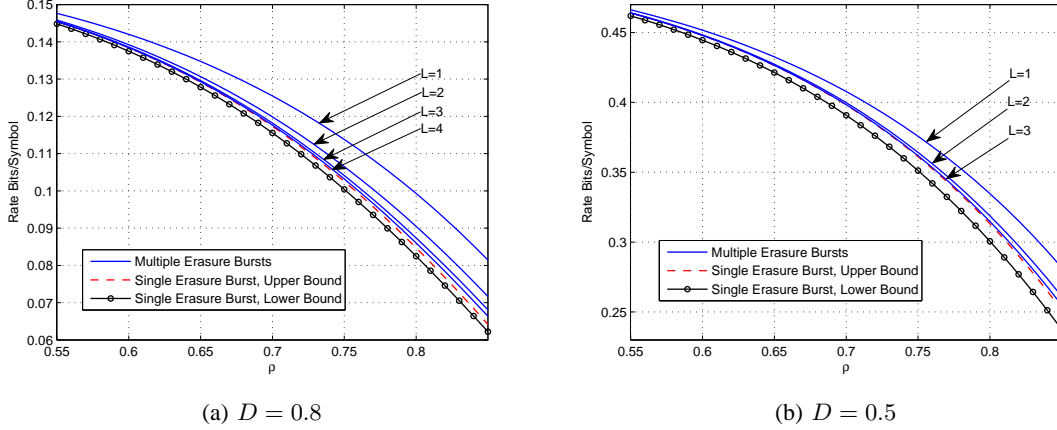 0.15
0.14
0.13
0.12
0.11
0.1
0.09
0.08
0.07
0.06
Rate Bits/Symbol
L=1
L=2
L=3
L=4
Multiple Erasure Bursts
Single Erasure Burst, Upper Bound
Single Erasure Burst, Lower Bound
0.55 0.6 0.65 0.7 0.75 0.8
ρ
(a) D = 0.8
0.45
0.4
0.35
0.3
0.25
Rate Bits/Symbol
L=1
L=2
L=3
Multiple Erasure Bursts
Single Erasure Burst, Upper Bound
Single Erasure Burst, Lower Bound
0.55 0.6 0.65 0.7 0.75 0.8
ρ
(b) D = 0.5